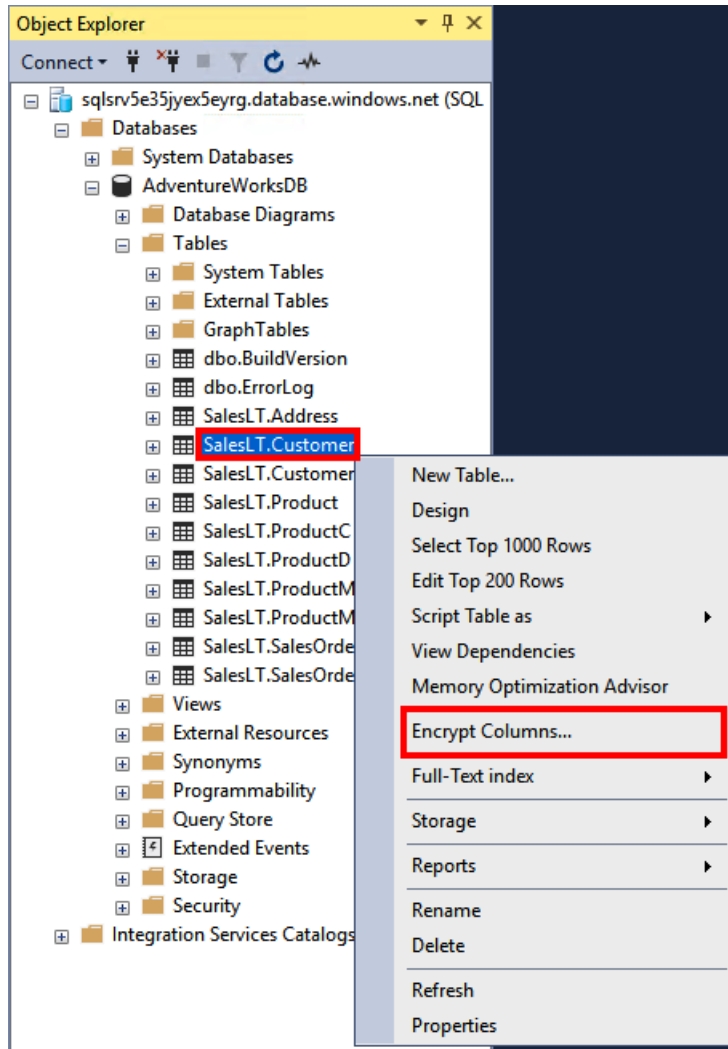 Object Explorer
Connect
sqlsrv5e35jyex5eyrg.database.windows.net (SQL
Databases
System Databases
AdventureWorksDB
Database Diagrams
Tables
System Tables
External Tables
GraphTables
dbo.BuildVersion
dbo.ErrorLog
SalesLT.Address
SalesLT.Customer
SalesLT.Customer
SalesLT.Product
SalesLT.ProductC
SalesLT.ProductD
SalesLT.ProductM
SalesLT.ProductM
SalesLT.SalesOrde
SalesLT.SalesOrde
Views
External Resources
Synonyms
Programmability
Query Store
Extended Events
Storage
Security
Integration Services Catalogs
New Table...
Design
Select Top 1000 Rows
Edit Top 200 Rows
Script Table as
View Dependencies
Memory Optimization Advisor
Encrypt Columns...
Full-Text index
Storage
Reports
Rename
Delete
Refresh
Properties